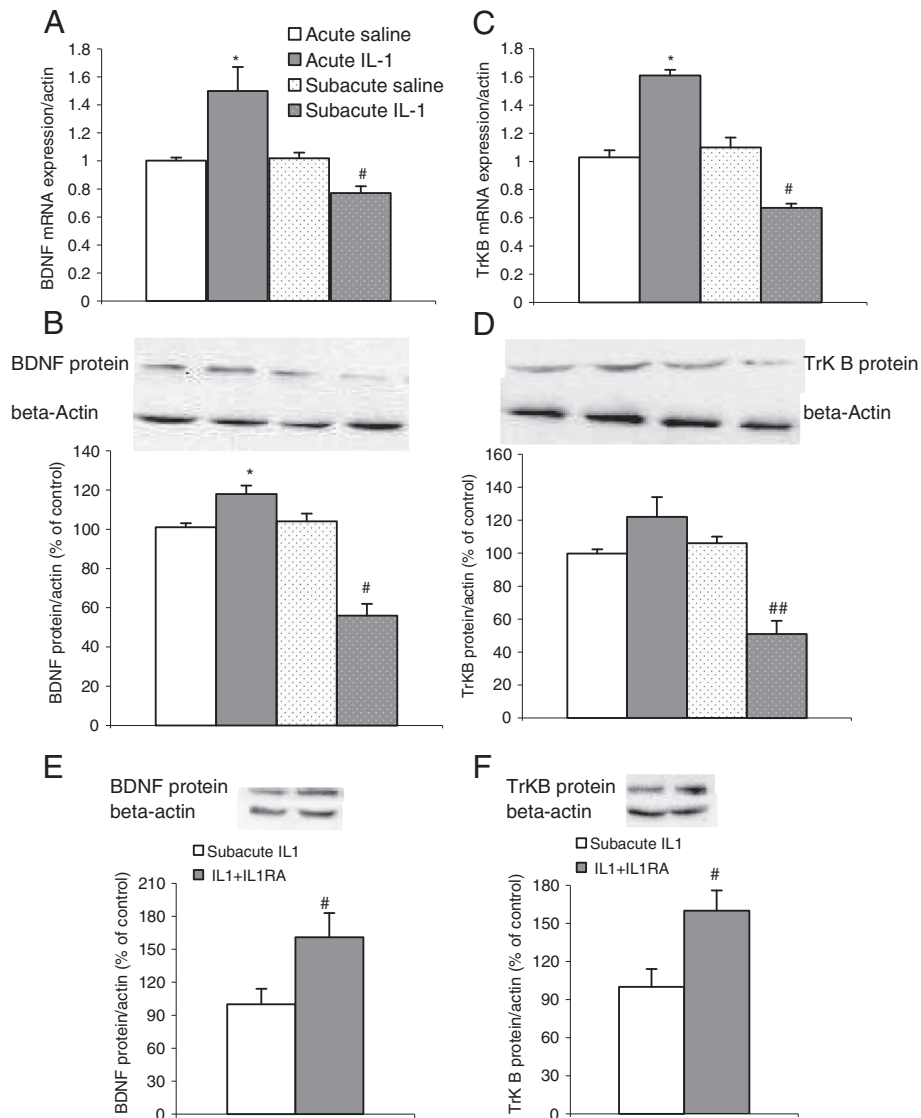 A
Acute saline
Acute IL-1
Subacute saline
Subacute IL-1
BDNF mRNA expression/actin
1.8
1.6
1.4
1.2
1
0.8
0.6
0.4
0.2
0
*
#
C
TrKB mRNA expression/actin
1.8
1.6
1.4
1.2
1
0.8
0.6
0.4
0.2
0
*
#
B
BDNF protein
beta-Actin
BDNF protein/actin (% of control)
140
120
100
80
60
40
20
0
*
#
D
TrK B protein
beta-Actin
TrKB protein/actin (% of control)
160
140
120
100
80
60
40
20
0
##
E
BDNF protein
beta-actin
Subacute IL1
IL1+IL1RA
BDNF protein/actin (% of control)
210
180
150
120
90
60
30
0
#
F
TrKB protein
beta-actin
Subacute IL1
IL1+IL1RA
TrK B protein/actin (% of control)
180
150
120
90
60
30
0
#